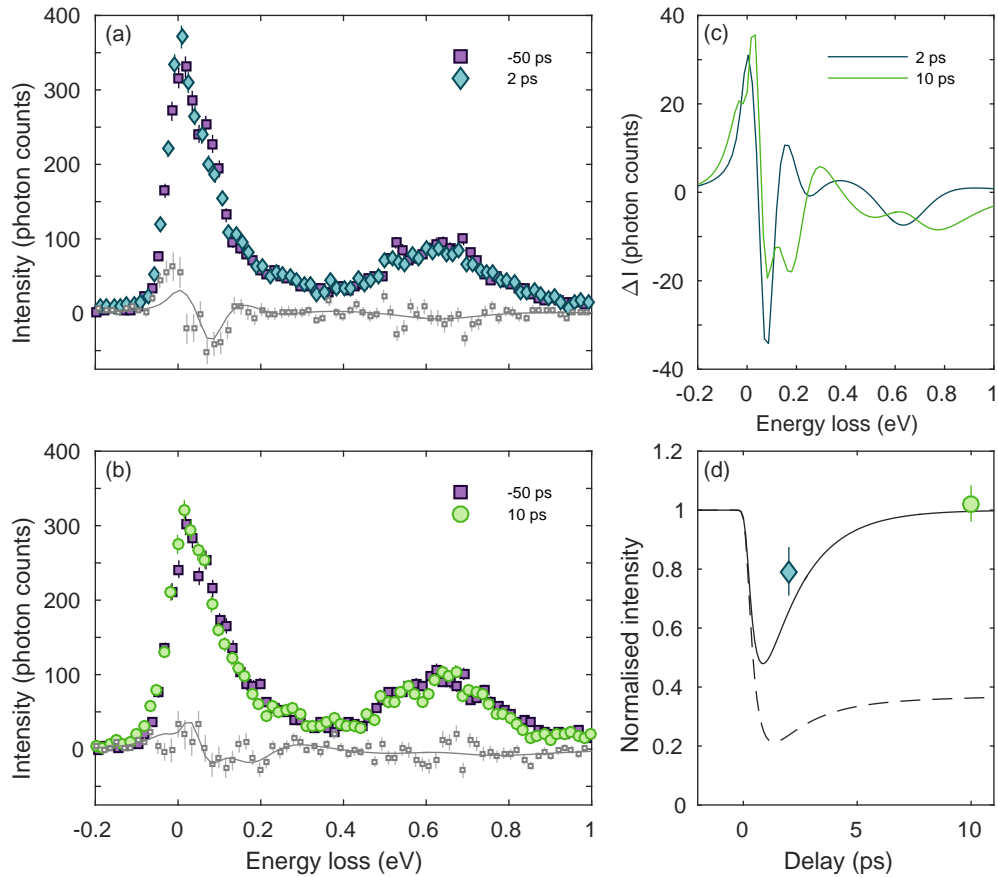 (a)
-50 ps
2 ps
400
300
200
100
0
Intensity (photon counts)
(c)
2 ps
10 ps
40
20
0
-20
-40
Δ I (photon counts)
-0.2
0
0.2
0.4
0.6
0.8
1
Energy loss (eV)
(b)
-50 ps
10 ps
400
300
200
100
0
Intensity (photon counts)
-0.2
0
0.2
0.4
0.6
0.8
1
Energy loss (eV)
(d)
1.2
1
0.8
0.6
0.4
0.2
0
Normalised intensity
0
5
10
Delay (ps)